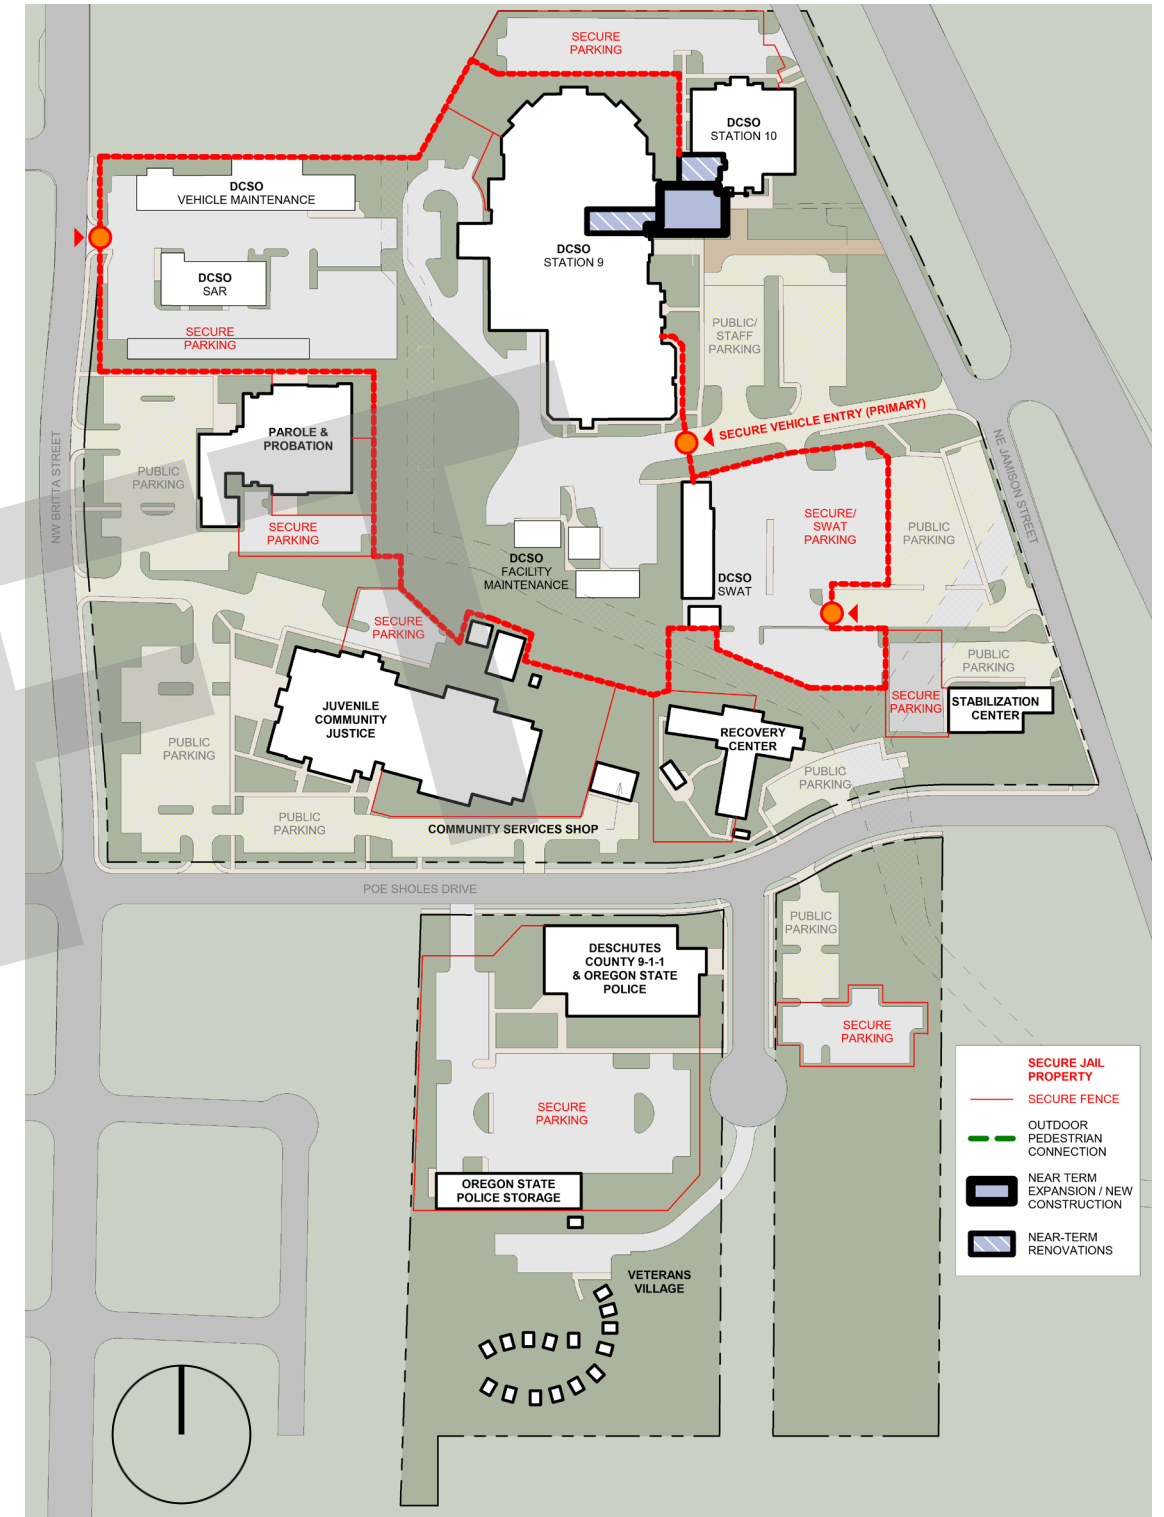 SECURE
PARKING
DCSO
STATION 10
DCSO
VEHICLE MAINTENANCE
DCSO
STATION 9
DCSO
SAR
SECURE
PARKING
PUBLIC/
STAFF
PARKING
SECURE VEHICLE ENTRY (PRIMARY)
PAROLE &
PROBATION
NW BRITTA STREET
PUBLIC
PARKING
SECURE
PARKING
SECURE/
SWAT
PARKING
PUBLIC
PARKING
NE JAMISON STREET
DCSO
FACILITY
MAINTENANCE
DCSO
SWAT
SECURE
PARKING
PUBLIC
PARKING
SECURE
PARKING
STABILIZATION
CENTER
JUVENILE
COMMUNITY
JUSTICE
RECOVERY
CENTER
PUBLIC
PARKING
PUBLIC
PARKING
PUBLIC
PARKING
COMMUNITY SERVICES SHOP
POE SHOLES DRIVE
PUBLIC
PARKING
DESCHUTES
COUNTY 9-1-1
& OREGON STATE
POLICE
SECURE
PARKING
SECURE
PARKING
OREGON STATE
POLICE STORAGE
VETERANS
VILLAGE
SECURE JAIL
PROPERTY
SECURE FENCE
OUTDOOR
PEDESTRIAN
CONNECTION
NEAR TERM
EXPANSION / NEW
CONSTRUCTION
NEAR-TERM
RENOVATIONS